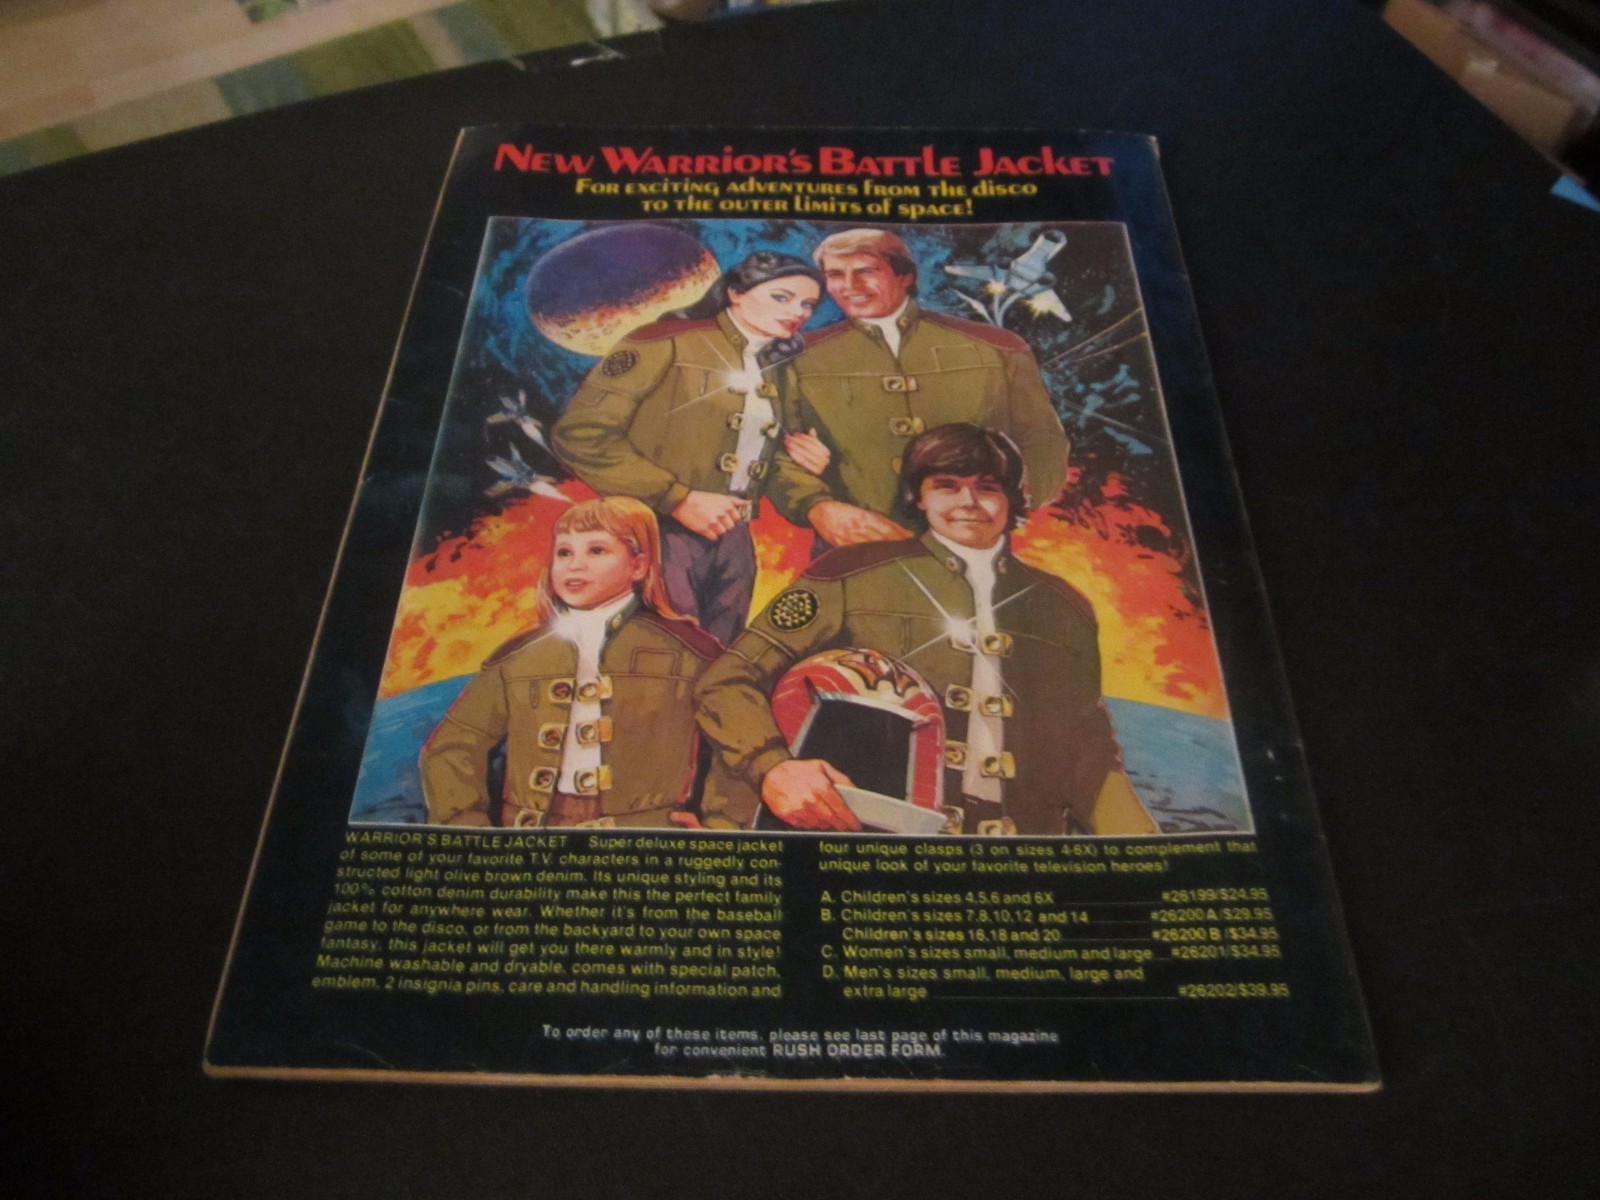 New Warrior's Battle Jacket
For exciting adventures from the disco
to the outer limits of space!
WARRIOR'S BATTLE JACKET Super deluxe space jacket
of some of your favorite T.V. characters in a ruggedly con-
structed light olive brown denim. Its unique styling and its
100% cotton denim durability make this the perfect family
jacket for anywhere wear. Whether it's from the baseball
game to the disco, or from the backyard to your own space
fantasy, this jacket will get you there warmly and in style!
Machine washable and dryable, comes with special patch,
emblem, 2 insignia pins, care and handling information and
four unique clasps (3 on sizes 4-6X) to complement that
unique look of your favorite television heroes!
A. Children's sizes 4,5,6 and 6X #26199/$24.95
B. Children's sizes 7,8,10,12 and 14 #26200 A/$29.95
Children's sizes 16,18 and 20 #26200 B/$34.95
C. Women's sizes small, medium and large #26201/$34.95
D. Men's sizes small, medium, large and
extra large #26202/$39.95
To order any of these items, please see last page of this magazine
for convenient RUSH ORDER FORM.